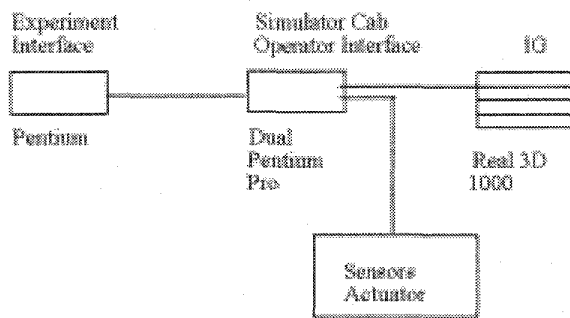 Experiment
Interface
Simulator Cab
Operator Interface
IG
Pentium
Dual
Pentium
Pro
Real 3D
1000
Sensors
Actuator